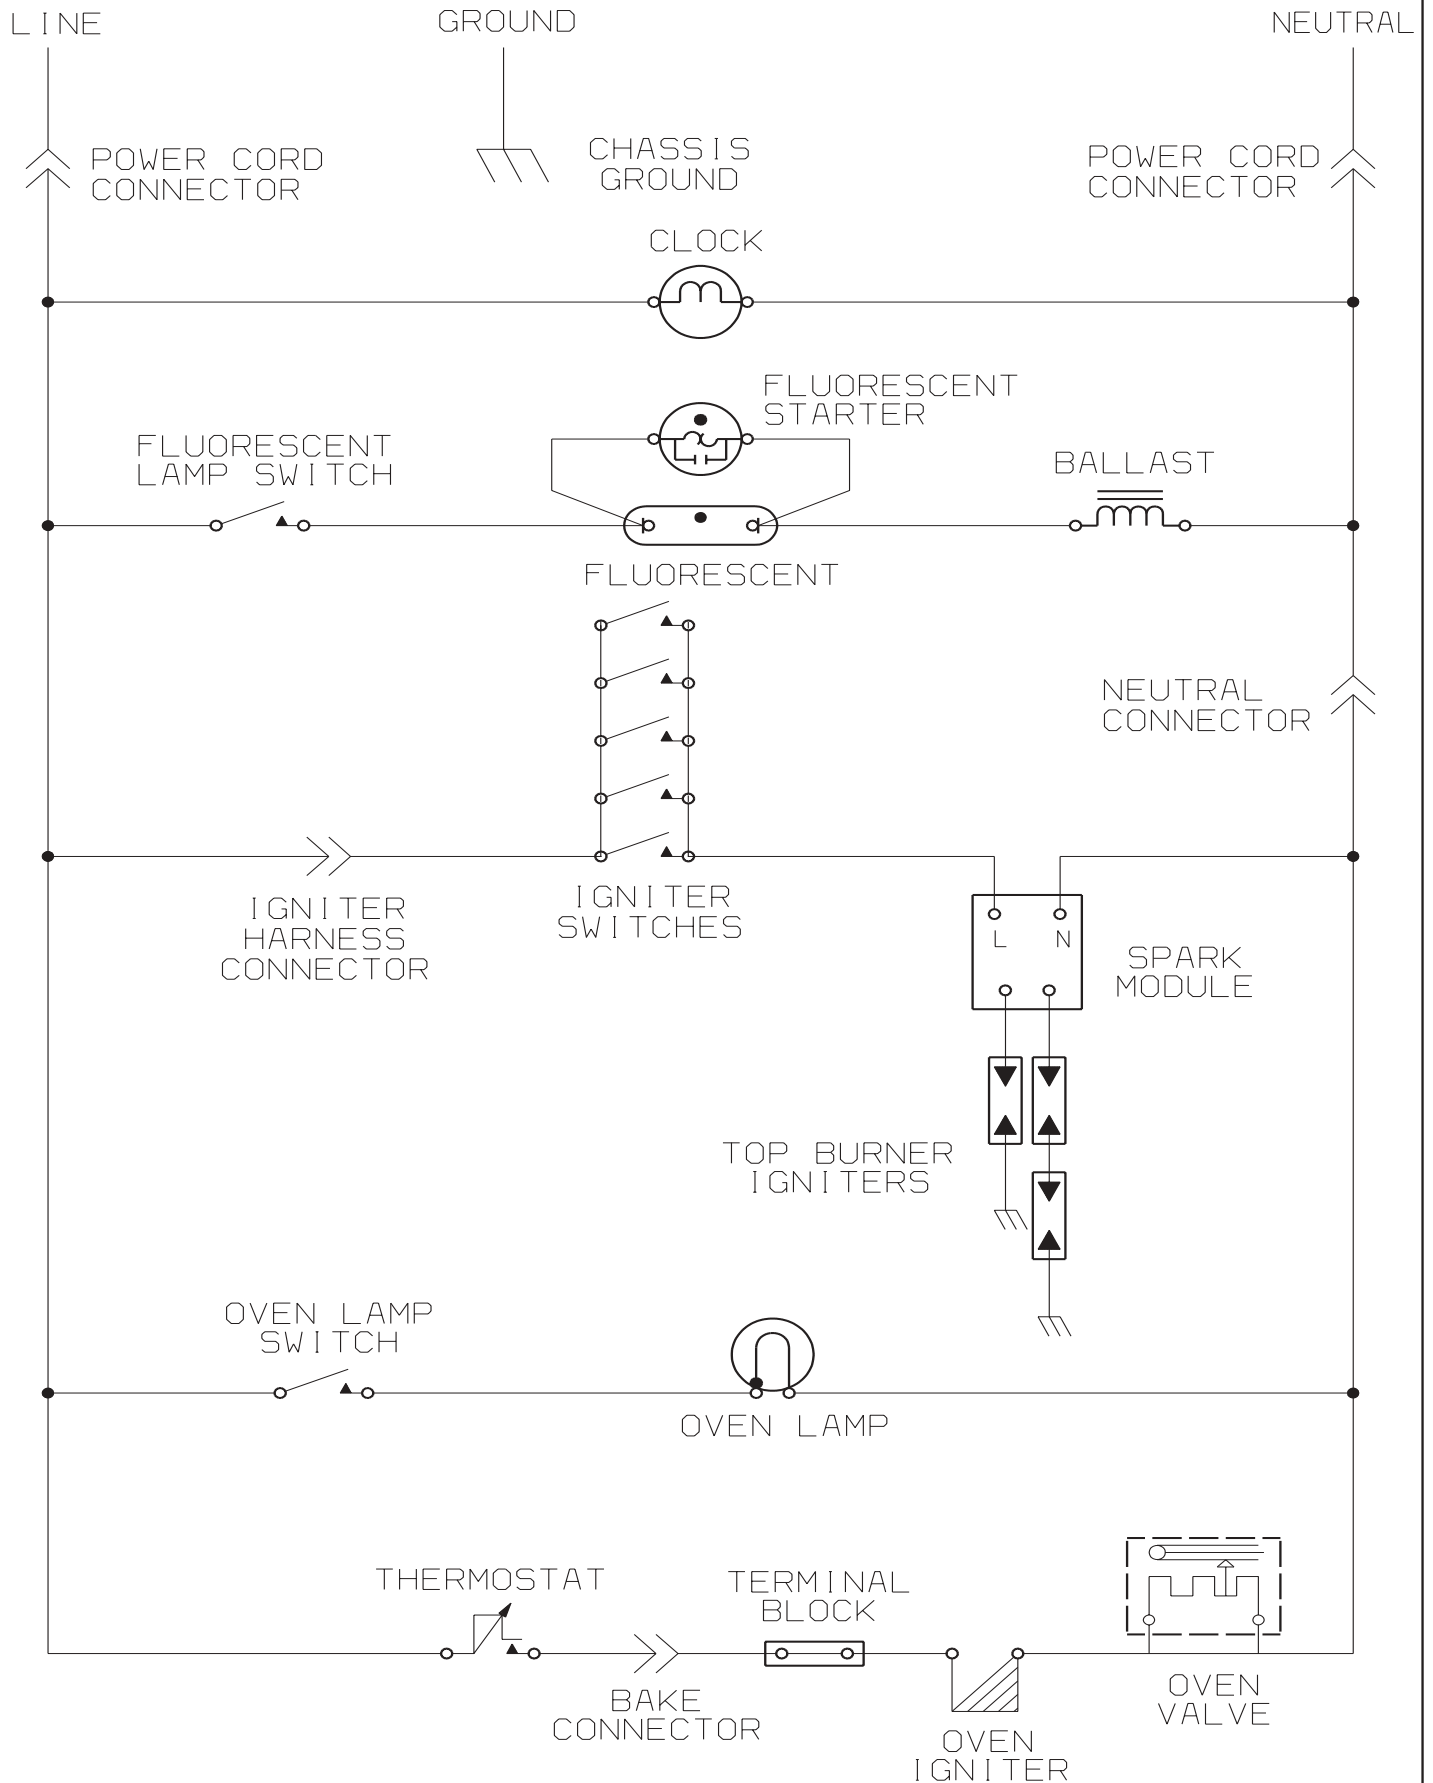 LINE
GROUND
NEUTRAL
POWER CORD
CONNECTOR
CHASSIS
GROUND
POWER CORD
CONNECTOR
CLOCK
FLUORESCENT
STARTER
FLUORESCENT
LAMP SWITCH
BALLAST
FLUORESCENT
NEUTRAL
CONNECTOR
IGNITER
HARNESS
CONNECTOR
IGNITER
SWITCHES
L N
SPARK
MODULE
TOP BURNER
IGNITERS
OVEN LAMP
SWITCH
OVEN LAMP
THERMOSTAT
TERMINAL
BLOCK
BAKE
CONNECTOR
OVEN
VALVE
OVEN
IGNITER